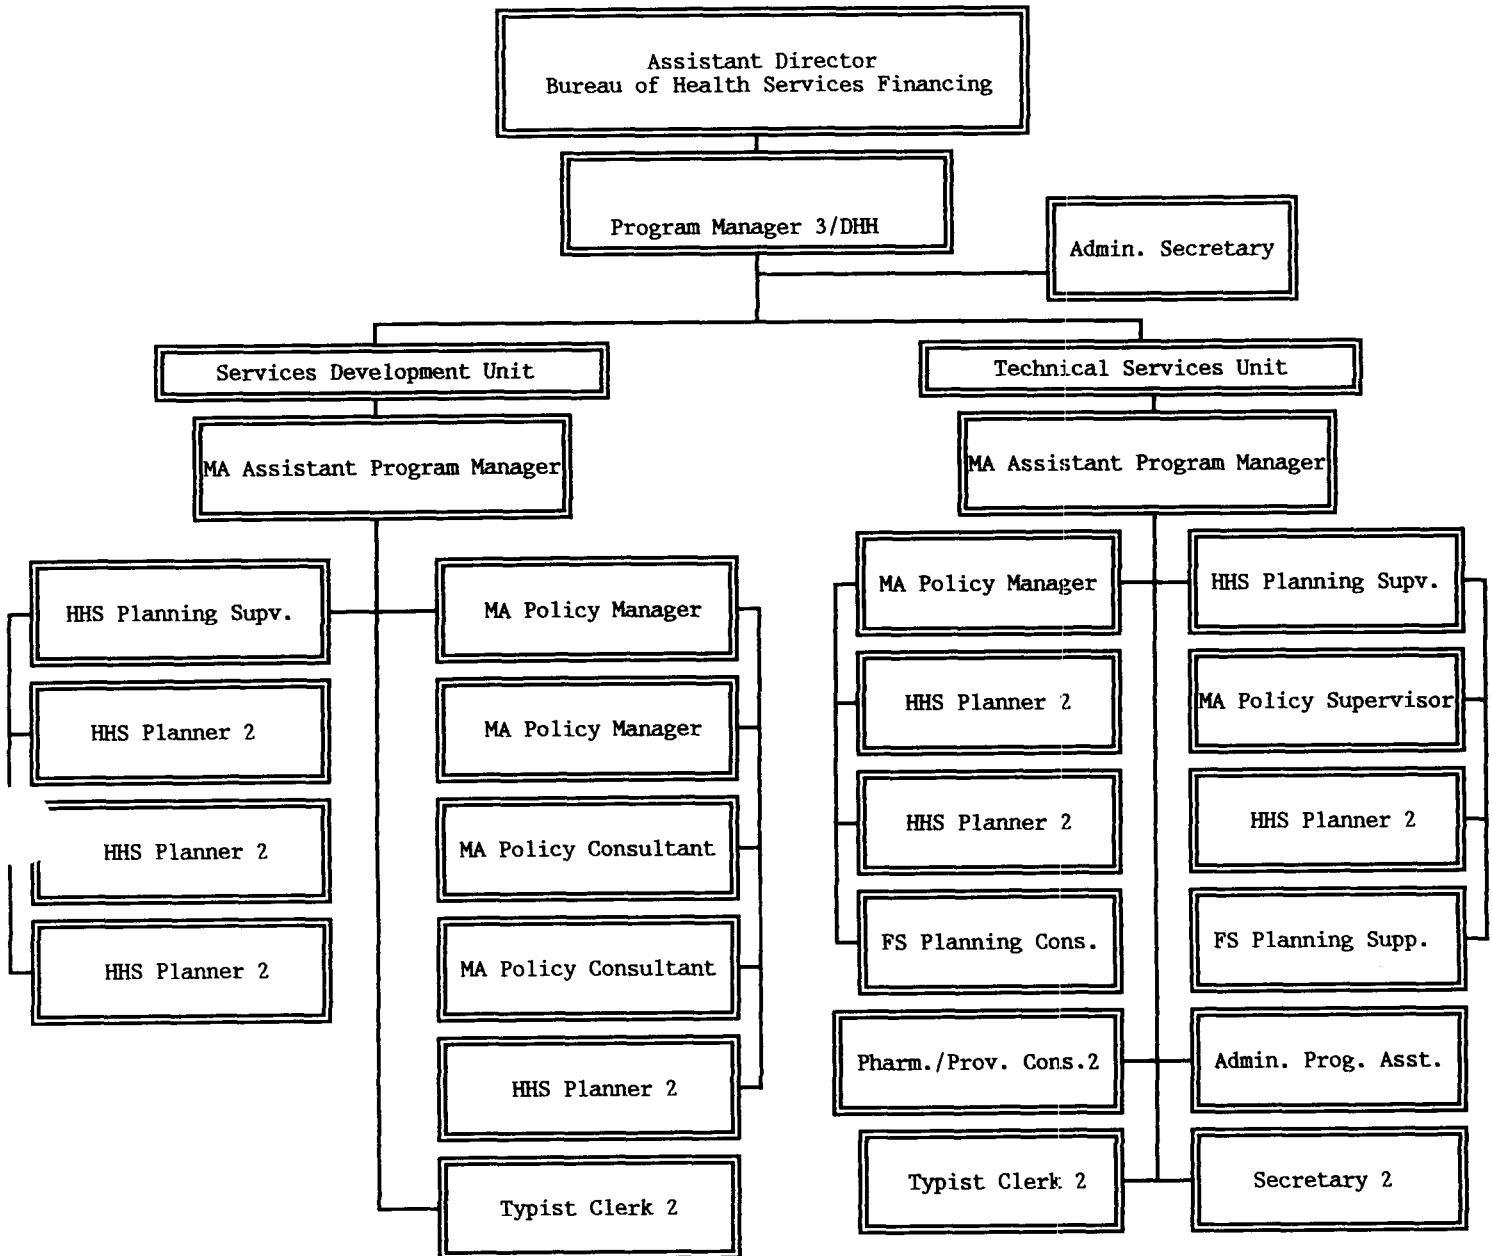 Assistant Director
Bureau of Health Services Financing
Program Manager 3/DHH
Admin. Secretary
Services Development Unit
MA Assistant Program Manager
HHS Planning Supv.
HHS Planner 2
HHS Planner 2
HHS Planner 2
MA Policy Manager
MA Policy Manager
MA Policy Consultant
MA Policy Consultant
HHS Planner 2
Typist Clerk 2
Technical Services Unit
MA Assistant Program Manager
MA Policy Manager
HHS Planner 2
HHS Planner 2
FS Planning Cons.
Pharm./Prov. Cons.2
Typist Clerk 2
HHS Planning Supv.
MA Policy Supervisor
HHS Planner 2
FS Planning Supp.
Admin. Prog. Asst.
Secretary 2